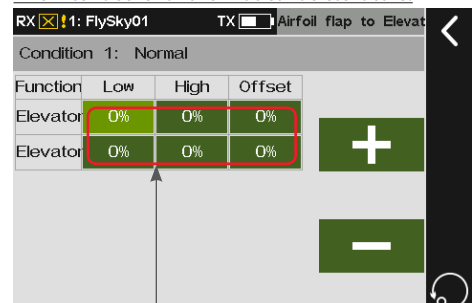 RX !1: FlySky01 TX Airfoil flap to Elevat
Condition 1: Normal
Function Low High Offset
Elevator 0% 0% 0%
Elevator 0% 0% 0%
+
−